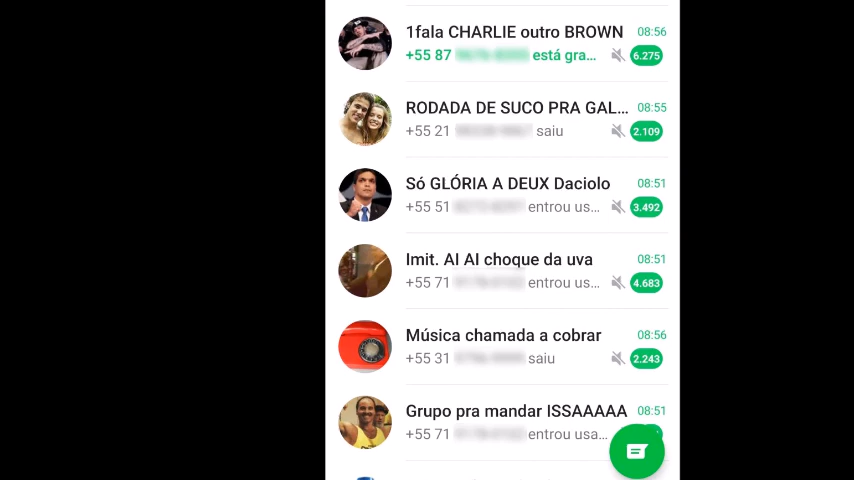 1fala CHARLIE outro BROWN 08:56
+55 87 está gra... 6.275
RODADA DE SUCO PRA GAL... 08:55
+55 21 saiu 2.109
Só GLÓRIA A DEUX Daciolo 08:51
+55 51 entrou us... 3.492
Imit. AI AI choque da uva 08:51
+55 71 entrou us... 4.683
Música chamada a cobrar 08:56
+55 31 saiu 2.243
Grupo pra mandar ISSAAAAA 08:51
+55 71 entrou usa...